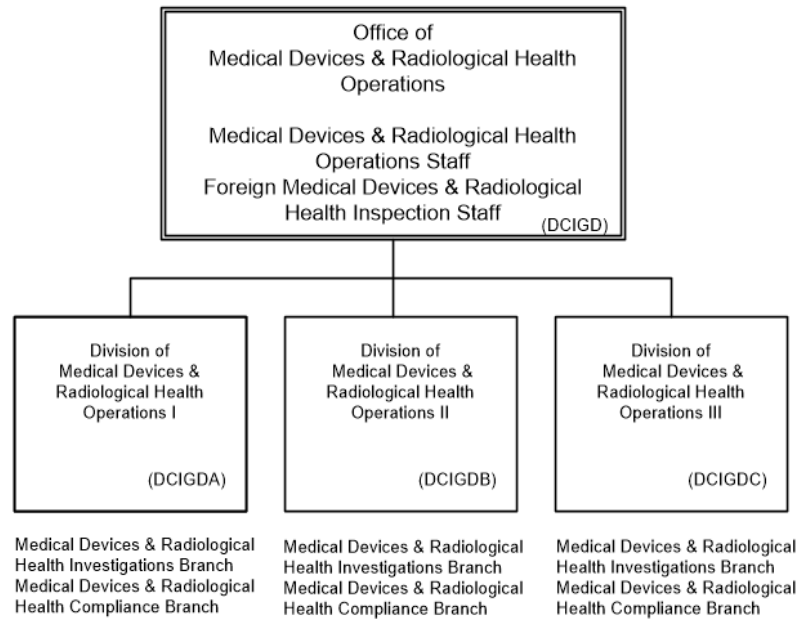 Office of
Medical Devices & Radiological Health
Operations
Medical Devices & Radiological Health
Operations Staff
Foreign Medical Devices & Radiological
Health Inspection Staff
(DCIGD)
Division of
Medical Devices &
Radiological Health
Operations I
(DCIGDA)
Medical Devices & Radiological
Health Investigations Branch
Medical Devices & Radiological
Health Compliance Branch
Division of
Medical Devices &
Radiological Health
Operations II
(DCIGDB)
Medical Devices & Radiological
Health Investigations Branch
Medical Devices & Radiological
Health Compliance Branch
Division of
Medical Devices &
Radiological Health
Operations III
(DCIGDC)
Medical Devices & Radiological
Health Investigations Branch
Medical Devices & Radiological
Health Compliance Branch